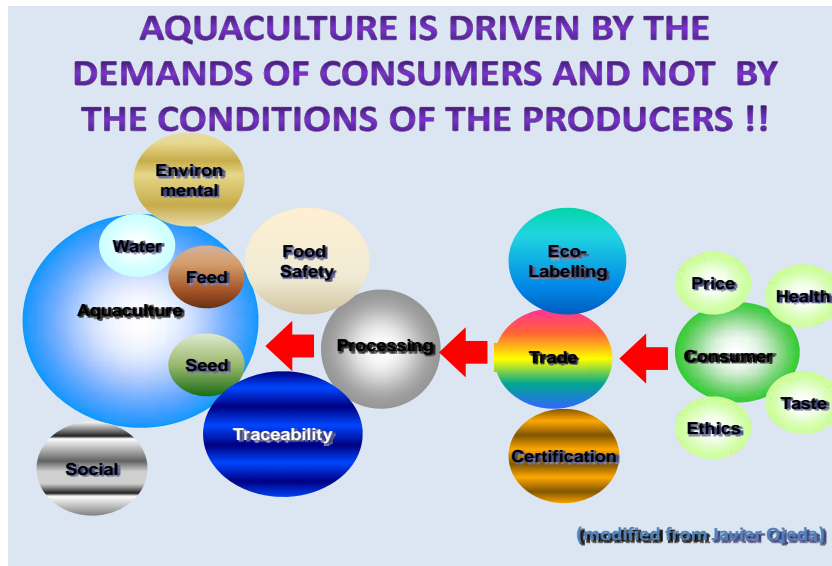 AQUACULTURE IS DRIVEN BY THE
DEMANDS OF CONSUMERS AND NOT BY
THE CONDITIONS OF THE PRODUCERS !!
Environ
mental
Water
Feed
Aquaculture
Seed
Social
Food
Safety
Traceability
Processing
Eco-
Labelling
Trade
Certification
Price
Health
Consumer
Taste
Ethics
(modified from Javier Ojeda)